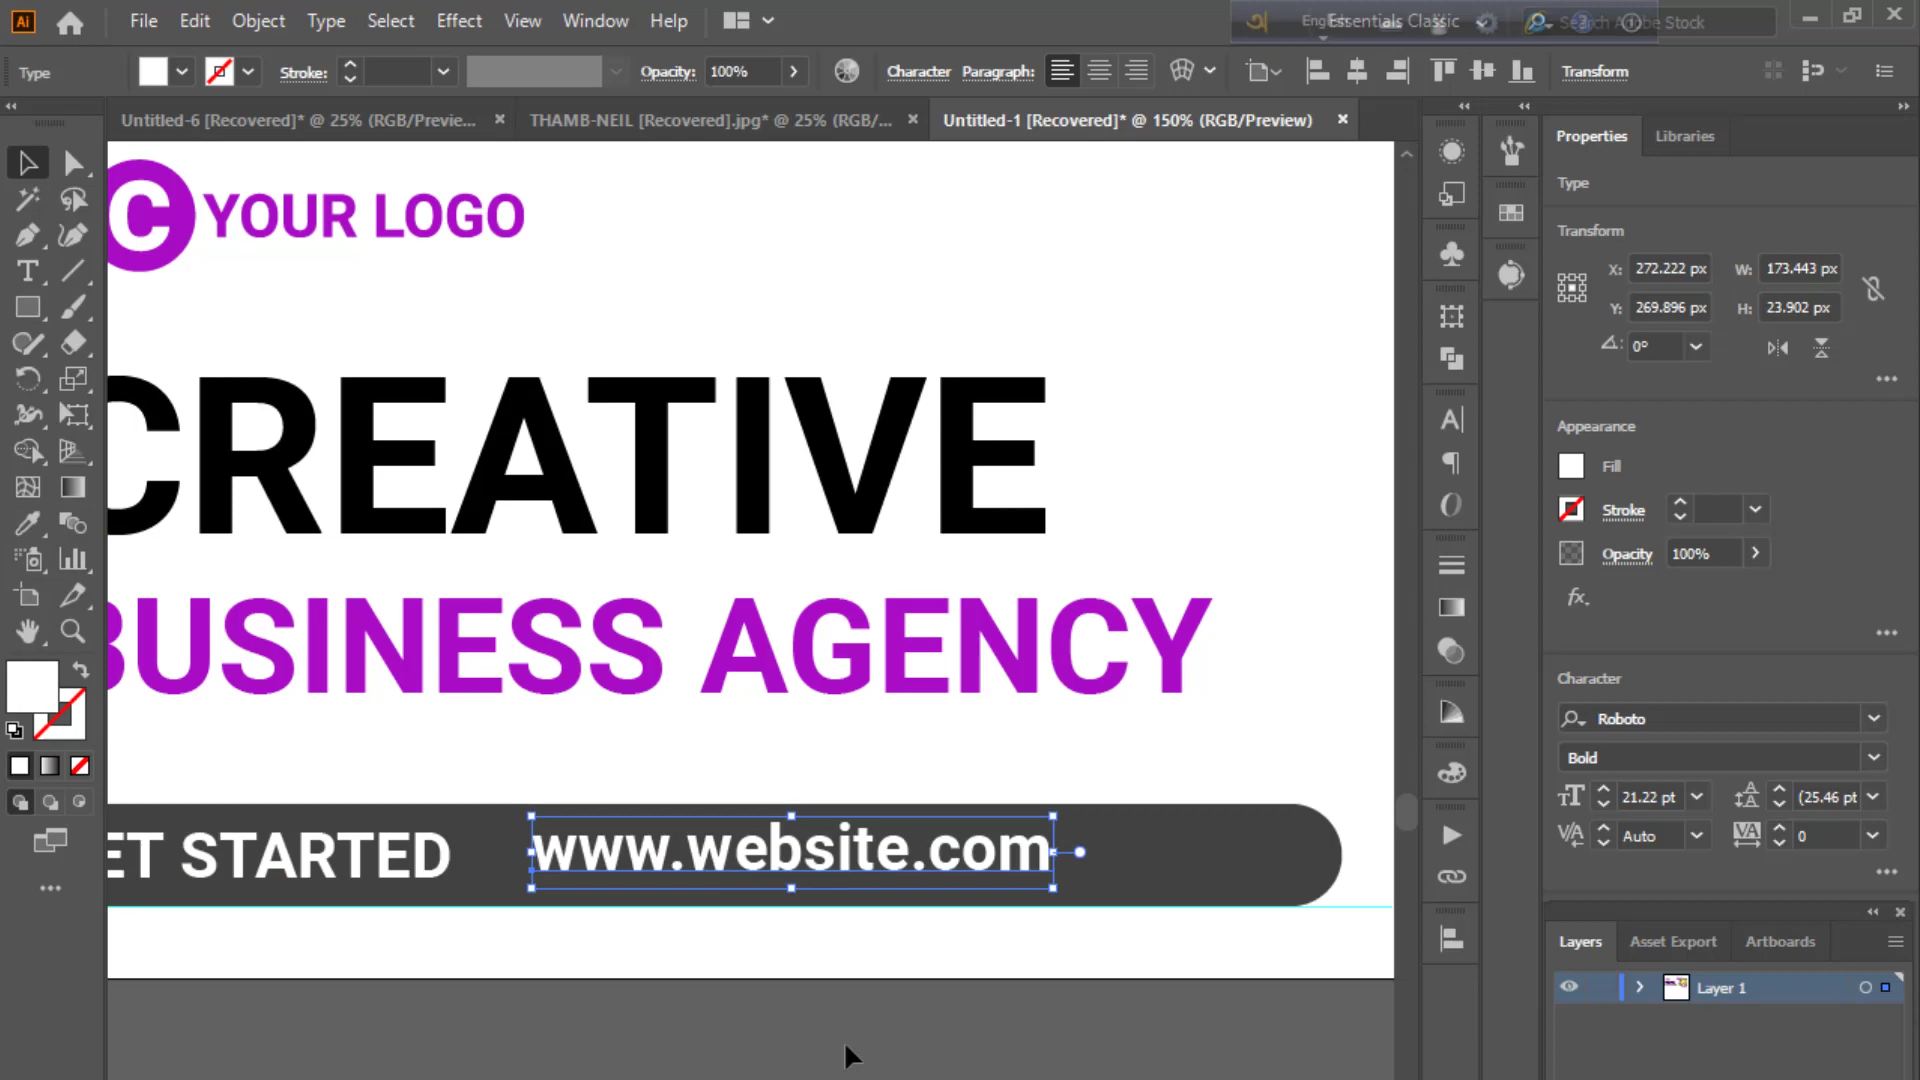 Ai File Edit Object Type Select Effect View Window Help
Essentials Classic
Search Adobe Stock
Type Stroke: Opacity: 100% Character Paragraph: Transform
Untitled-6 [Recovered]* @ 25% (RGB/Previe... THAMB-NEIL [Recovered].jpg* @ 25% (RGB/... Untitled-1 [Recovered]* @ 150% (RGB/Preview)
C YOUR LOGO
CREATIVE
BUSINESS AGENCY
ET STARTED www.website.com
Properties Libraries
Type
Transform
X: 272.222 px W: 173.443 px
Y: 269.896 px H: 23.902 px
0°
Appearance
Fill
Stroke
Opacity 100%
fx.
Character
Roboto
Bold
21.22 pt (25.46 pt
Auto 0
Layers Asset Export Artboards
Layer 1